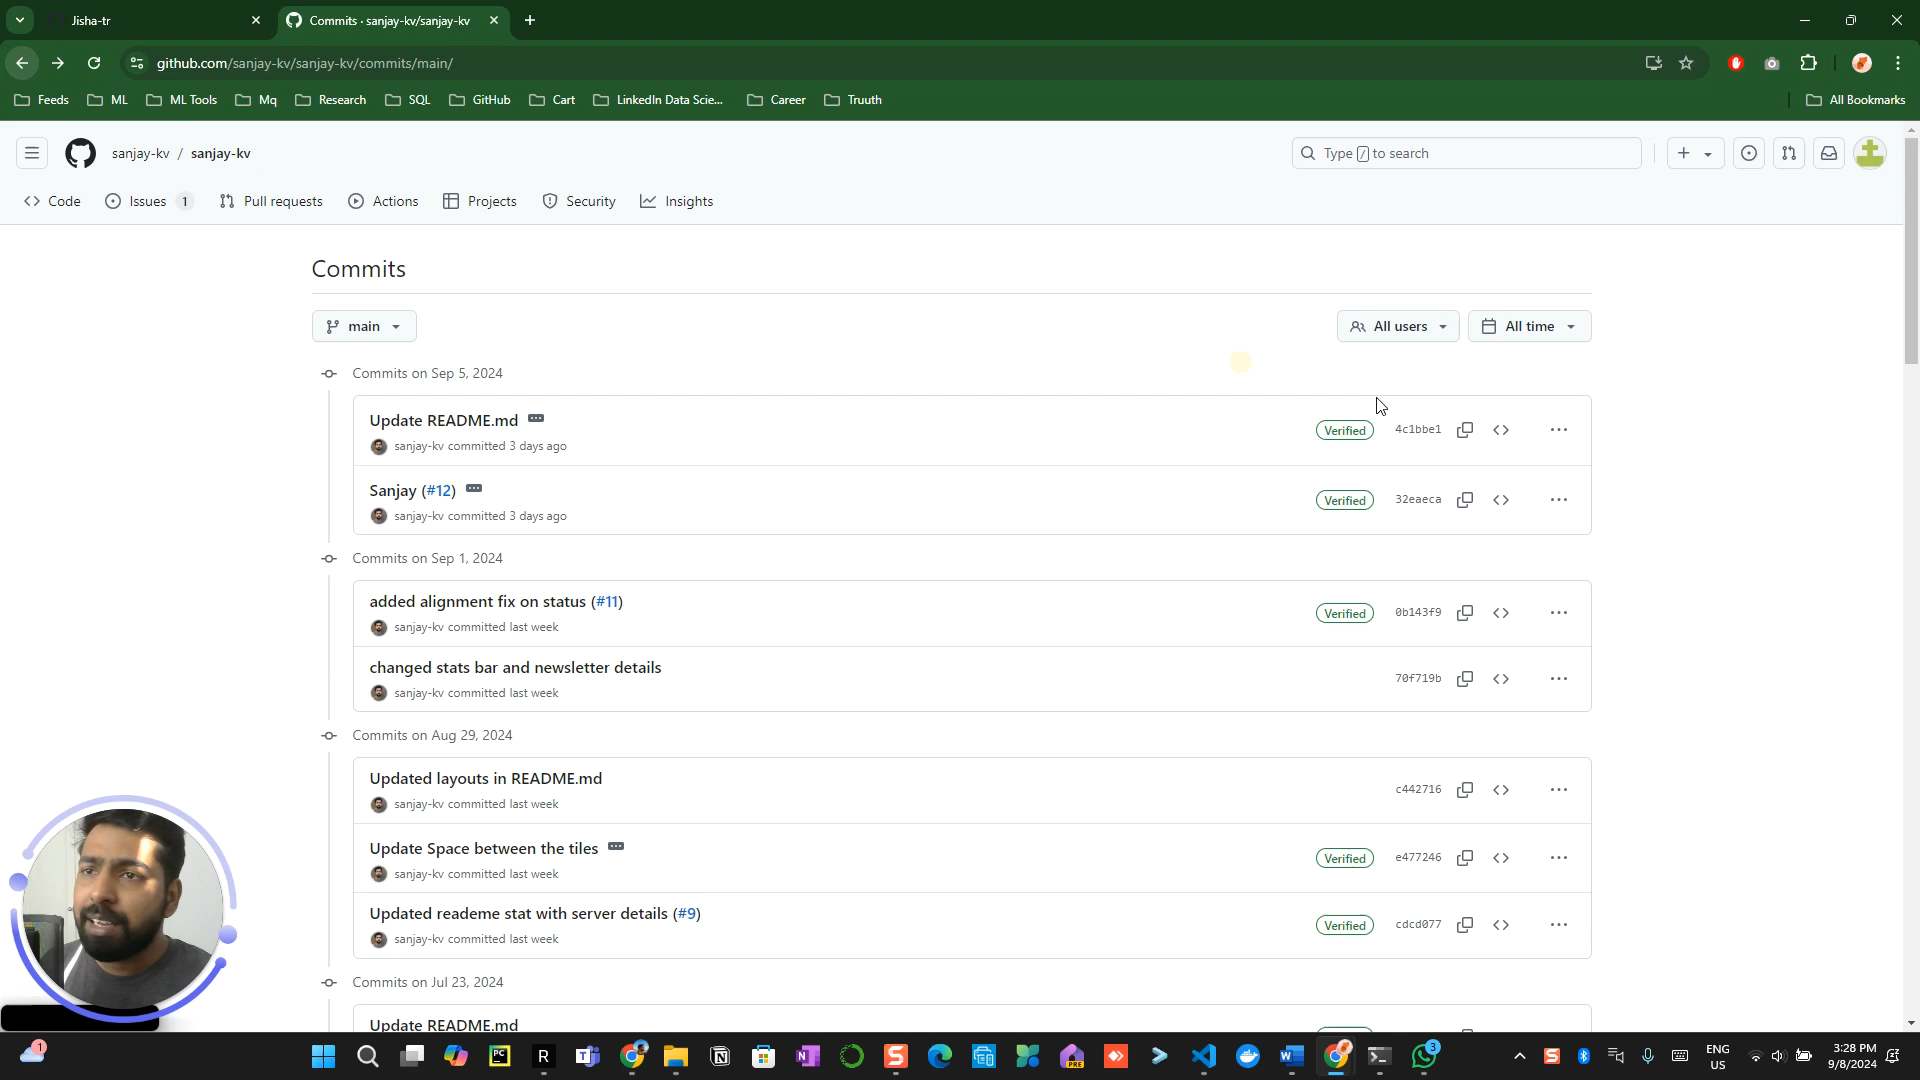 Jisha-tr
Commits · sanjay-kv/sanjay-kv
github.com/sanjay-kv/sanjay-kv/commits/main/
Feeds ML ML Tools Mq Research SQL GitHub Cart LinkedIn Data Scie... Career Truuth All Bookmarks
sanjay-kv / sanjay-kv Type / to search
Code Issues 1 Pull requests Actions Projects Security Insights
Commits
main All users All time
Commits on Sep 5, 2024
Update README.md
sanjay-kv committed 3 days ago
Verified 4c1bbe1
Sanjay (#12)
sanjay-kv committed 3 days ago
Verified 32eaeca
Commits on Sep 1, 2024
added alignment fix on status (#11)
sanjay-kv committed last week
Verified 0b143f9
changed stats bar and newsletter details
sanjay-kv committed last week
70f719b
Commits on Aug 29, 2024
Updated layouts in README.md
sanjay-kv committed last week
c442716
Update Space between the tiles
sanjay-kv committed last week
Verified e477246
Updated reademe stat with server details (#9)
sanjay-kv committed last week
Verified cdcd077
Commits on Jul 23, 2024
Update README.md
1 PC R T N N S PRE 3 S
ENG
US
3:28 PM
9/8/2024